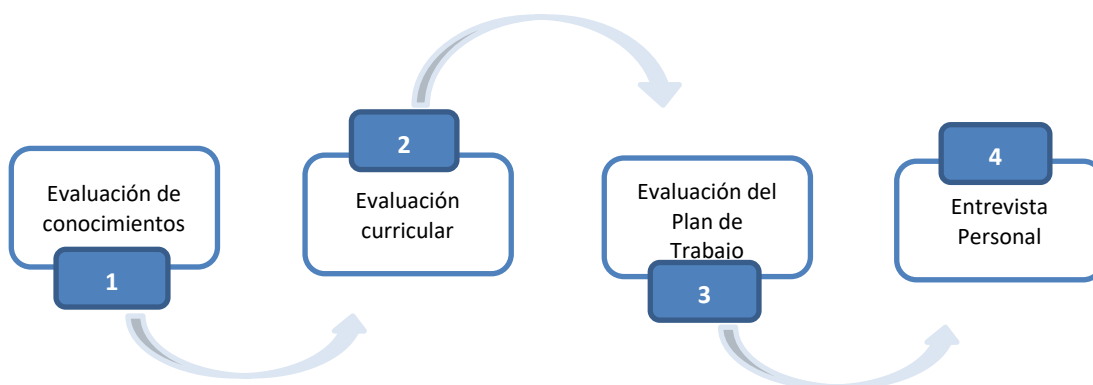 Evaluación de
conocimientos
1
2
Evaluación
curricular
Evaluación del
Plan de
Trabajo
3
4
Entrevista
Personal